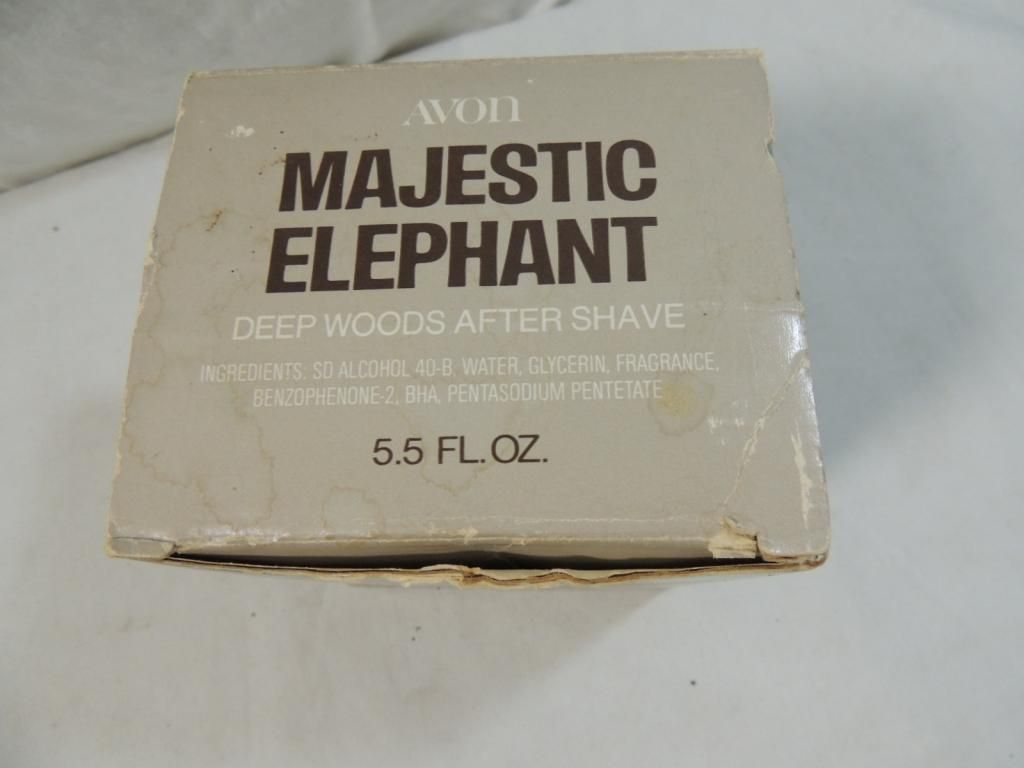 AVON
MAJESTIC
ELEPHANT
DEEP WOODS AFTER SHAVE
INGREDIENTS: SD ALCOHOL 40-B, WATER, GLYCERIN, FRAGRANCE,
BENZOPHENONE-2, BHA, PENTASODIUM PENTETATE
5.5 FL. OZ.